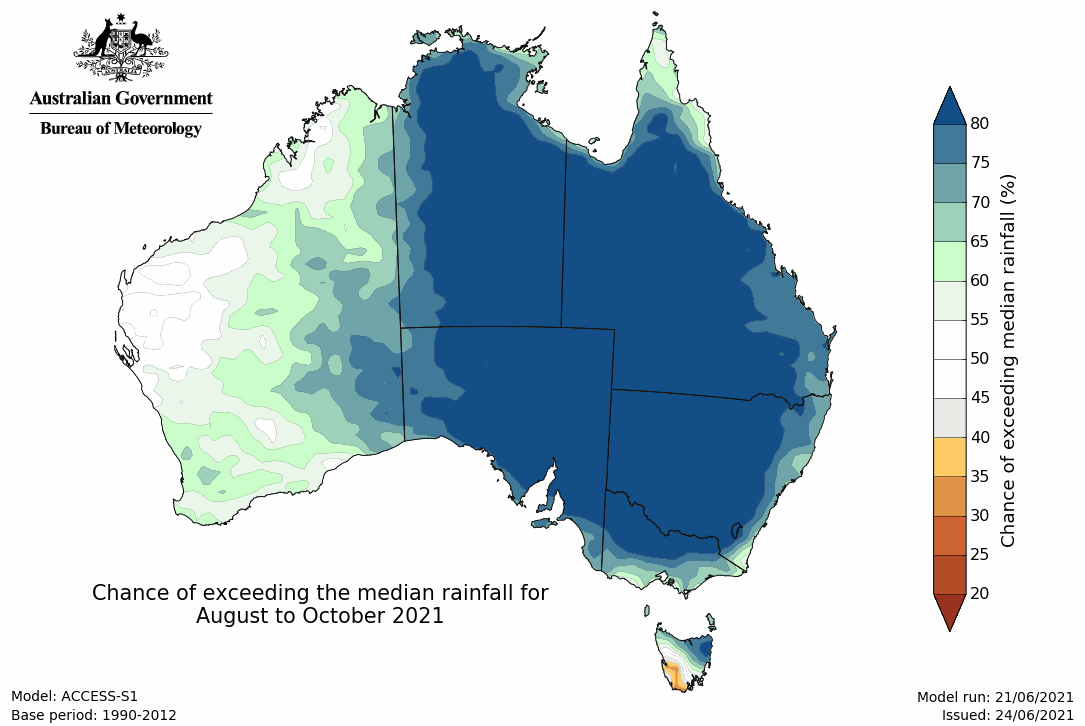 AUSTRALIA
Australian Government
Bureau of Meteorology
80
75
70
65
60
55
50
45
40
35
30
25
20
Chance of exceeding median rainfall (%)
Chance of exceeding the median rainfall for
August to October 2021
Model: ACCESS-S1
Base period: 1990-2012
Model run: 21/06/2021
Issued: 24/06/2021